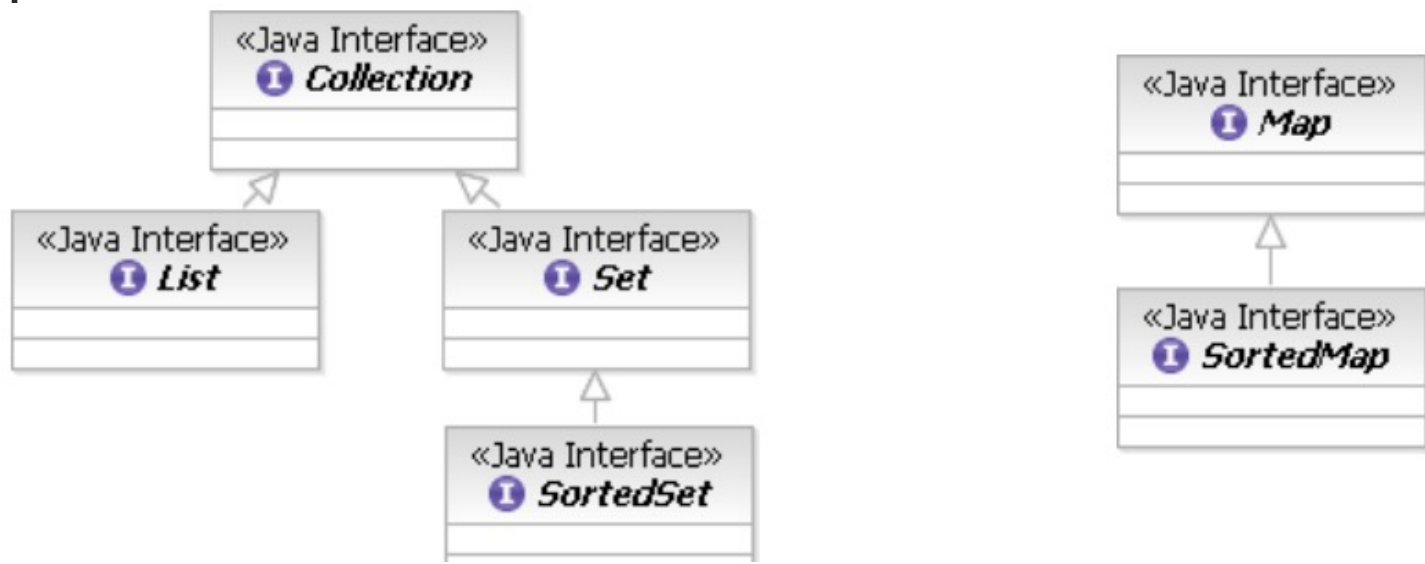 «Java Interface»
I Collection
«Java Interface»
I Map
«Java Interface»
I List
«Java Interface»
I Set
«Java Interface»
I SortedMap
«Java Interface»
I SortedSet